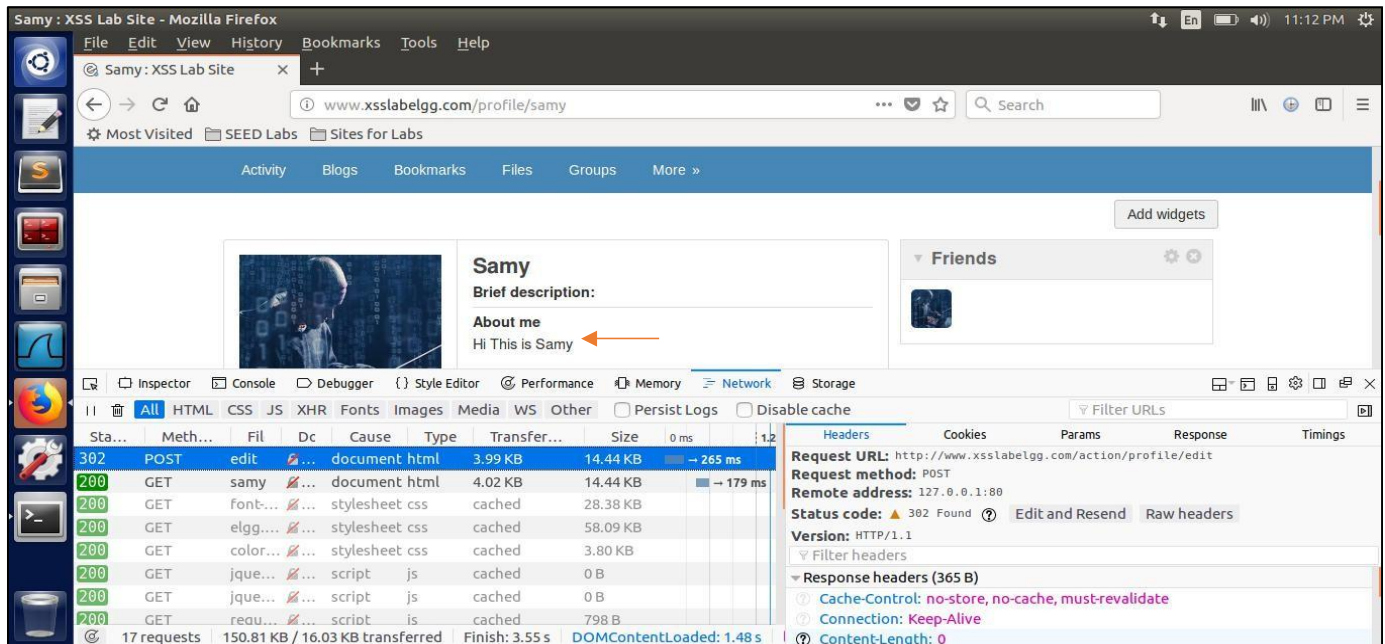 Samy : XSS Lab Site - Mozilla Firefox En 11:12 PM
File Edit View History Bookmarks Tools Help
Samy : XSS Lab Site × +
www.xsslabelgg.com/profile/samy ... Search
Most Visited SEED Labs Sites for Labs
Activity Blogs Bookmarks Files Groups More »
Add widgets
Samy
Brief description:
About me
Hi This is Samy
Friends
Inspector Console Debugger {} Style Editor Performance Memory Network Storage
All HTML CSS JS XHR Fonts Images Media WS Other Persist Logs Disable cache Filter URLs
Sta... Meth... Fil Dc Cause Type Transfer... Size 0 ms 1.2
302 POST edit ... document html 3.99 KB 14.44 KB → 265 ms
200 GET samy ... document html 4.02 KB 14.44 KB → 179 ms
200 GET font-... ... stylesheet css cached 28.38 KB
200 GET elgg.... ... stylesheet css cached 58.09 KB
200 GET color... ... stylesheet css cached 3.80 KB
200 GET jque... ... script js cached 0 B
200 GET jque... ... script js cached 0 B
200 GET requ... ... script js cached 798 B
17 requests 150.81 KB / 16.03 KB transferred Finish: 3.55 s DOMContentLoaded: 1.48 s
Headers Cookies Params Response Timings
Request URL: http://www.xsslabelgg.com/action/profile/edit
Request method: POST
Remote address: 127.0.0.1:80
Status code: 302 Found Edit and Resend Raw headers
Version: HTTP/1.1
Filter headers
Response headers (365 B)
Cache-Control: no-store, no-cache, must-revalidate
Connection: Keep-Alive
Content-Length: 0